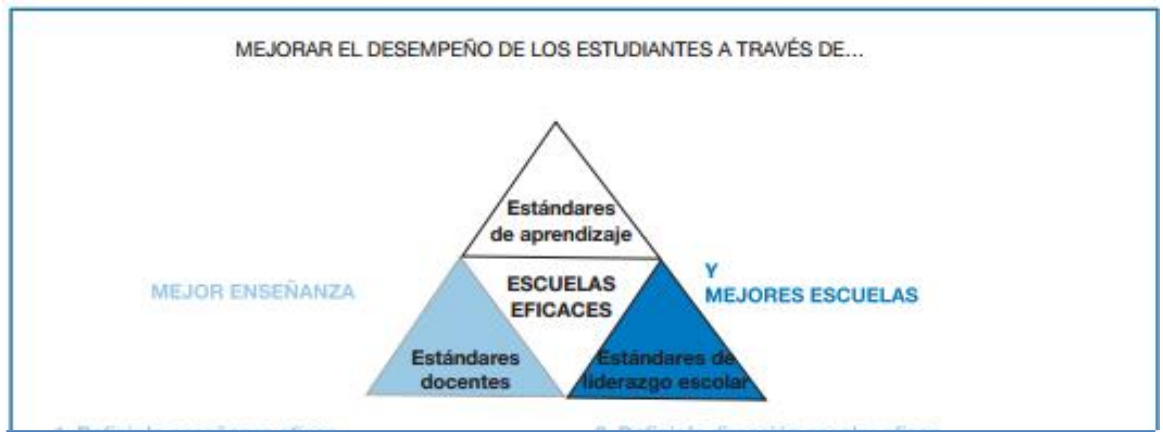 MEJORAR EL DESEMPEÑO DE LOS ESTUDIANTES A TRAVÉS DE...
Estándares
de aprendizaje
MEJOR ENSEÑANZA
ESCUELAS
EFICACES
Y
MEJORES ESCUELAS
Estándares
docentes
Estándares de
liderazgo escolar